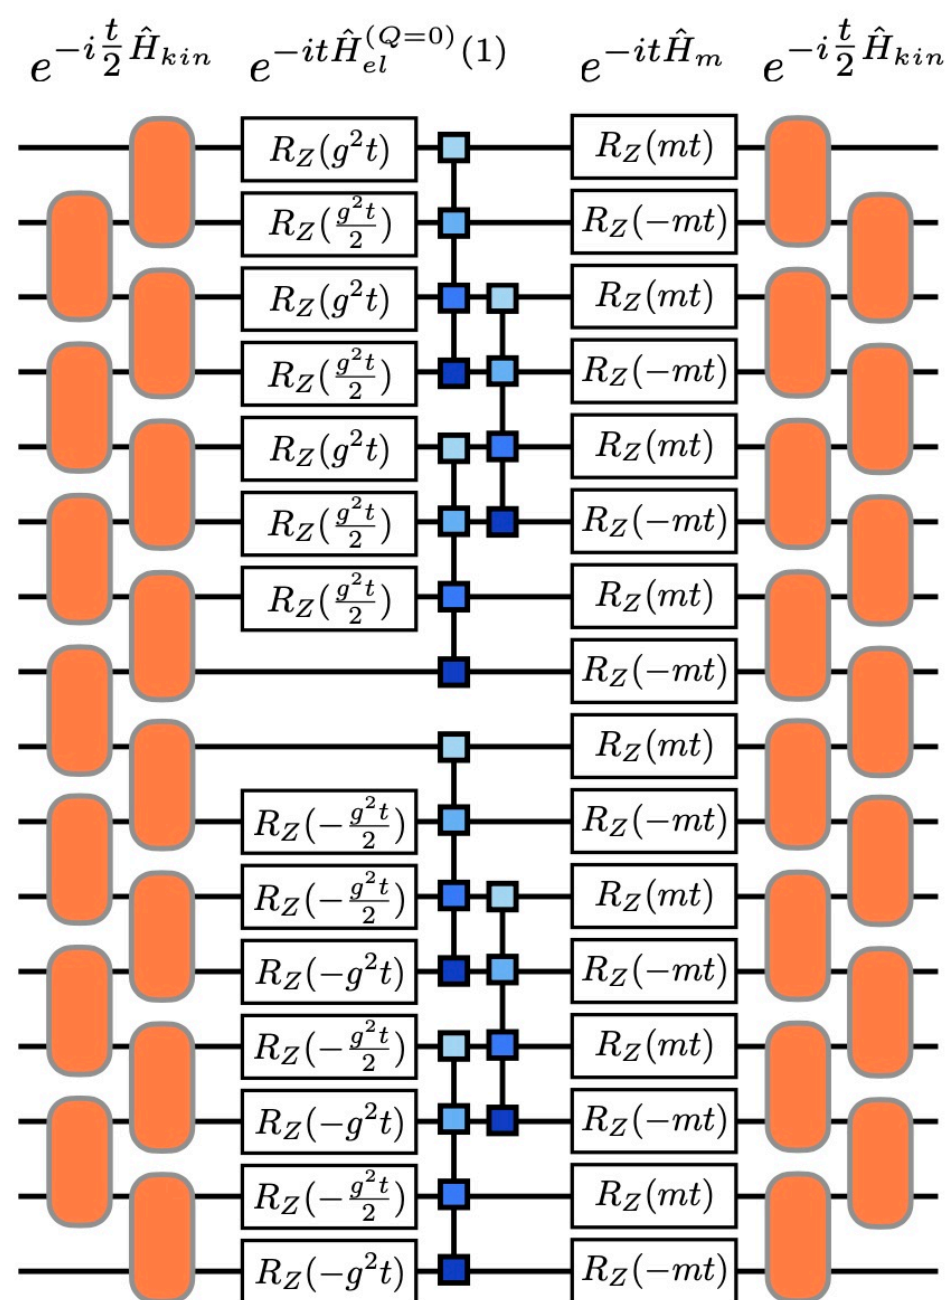 $e^{-i\frac{t}{2}\hat{H}_{kin}}$ $e^{-it\hat{H}_{el}^{(Q=0)}(1)}$ $e^{-it\hat{H}_m}$ $e^{-i\frac{t}{2}\hat{H}_{kin}}$
$R_Z(g^2t)$ $R_Z(mt)$
$R_Z(\frac{g^2t}{2})$ $R_Z(-mt)$
$R_Z(g^2t)$ $R_Z(mt)$
$R_Z(\frac{g^2t}{2})$ $R_Z(-mt)$
$R_Z(g^2t)$ $R_Z(mt)$
$R_Z(\frac{g^2t}{2})$ $R_Z(-mt)$
$R_Z(\frac{g^2t}{2})$ $R_Z(mt)$
$R_Z(-mt)$
$R_Z(mt)$
$R_Z(-\frac{g^2t}{2})$ $R_Z(-mt)$
$R_Z(-\frac{g^2t}{2})$ $R_Z(mt)$
$R_Z(-g^2t)$ $R_Z(-mt)$
$R_Z(-\frac{g^2t}{2})$ $R_Z(mt)$
$R_Z(-g^2t)$ $R_Z(-mt)$
$R_Z(-\frac{g^2t}{2})$ $R_Z(mt)$
$R_Z(-g^2t)$ $R_Z(-mt)$